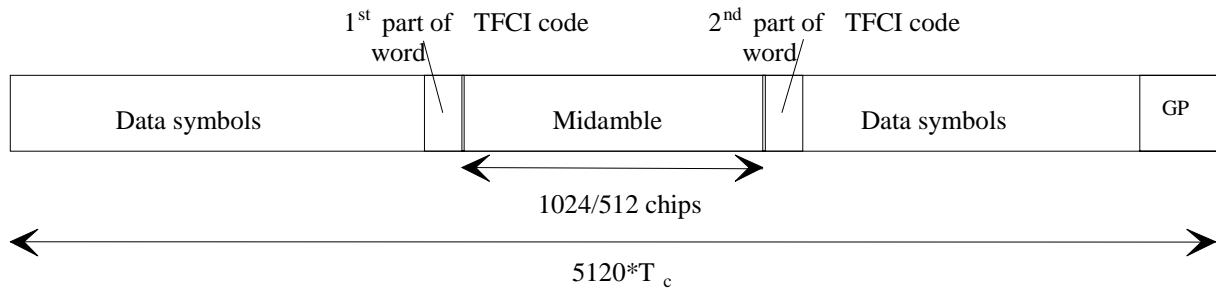 1st part of TFCI code
word
2nd part of TFCI code
word
Data symbols
Midamble
Data symbols
GP
1024/512 chips
5120*T c